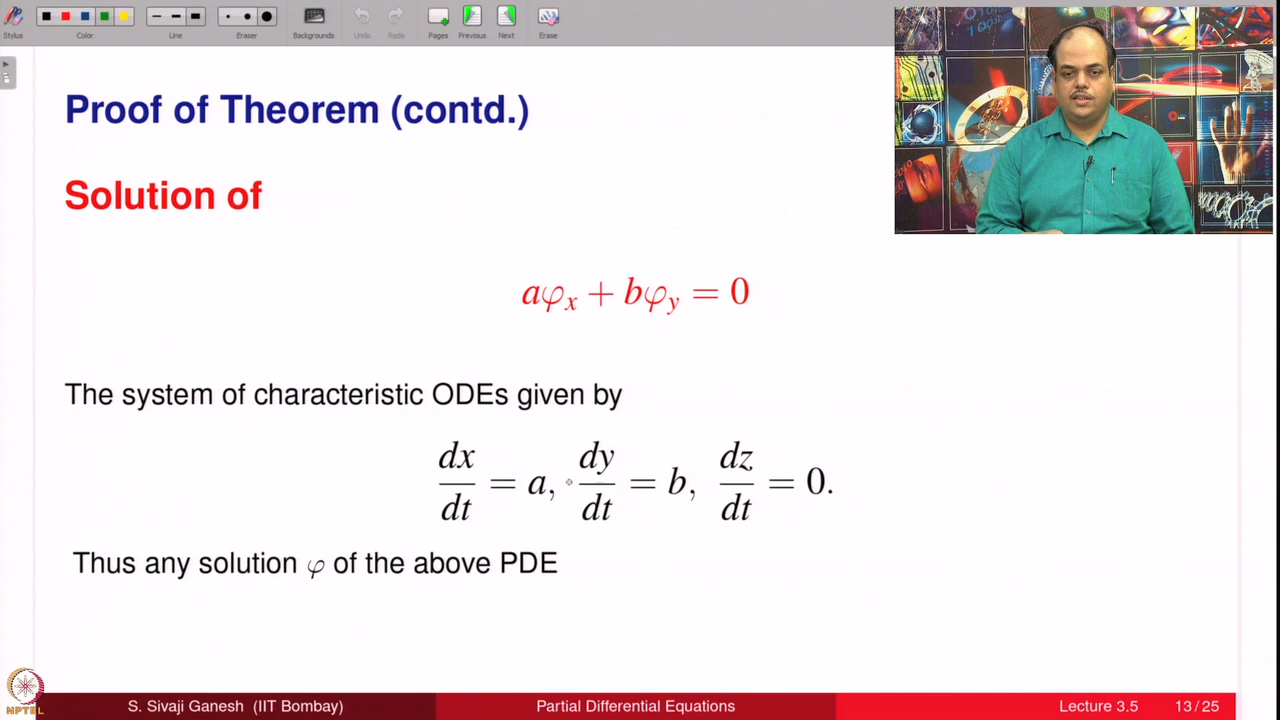 Stylus
Color
Line
Eraser
Backgrounds
Undo
Redo
Pages
Previous
Next
Erase
Proof of Theorem (contd.)
Solution of
aφ_x + bφ_y = 0
The system of characteristic ODEs given by
dx/dt = a, dy/dt = b, dz/dt = 0.
Thus any solution φ of the above PDE
NPTEL
S. Sivaji Ganesh (IIT Bombay)
Partial Differential Equations
Lecture 3.5
13 / 25